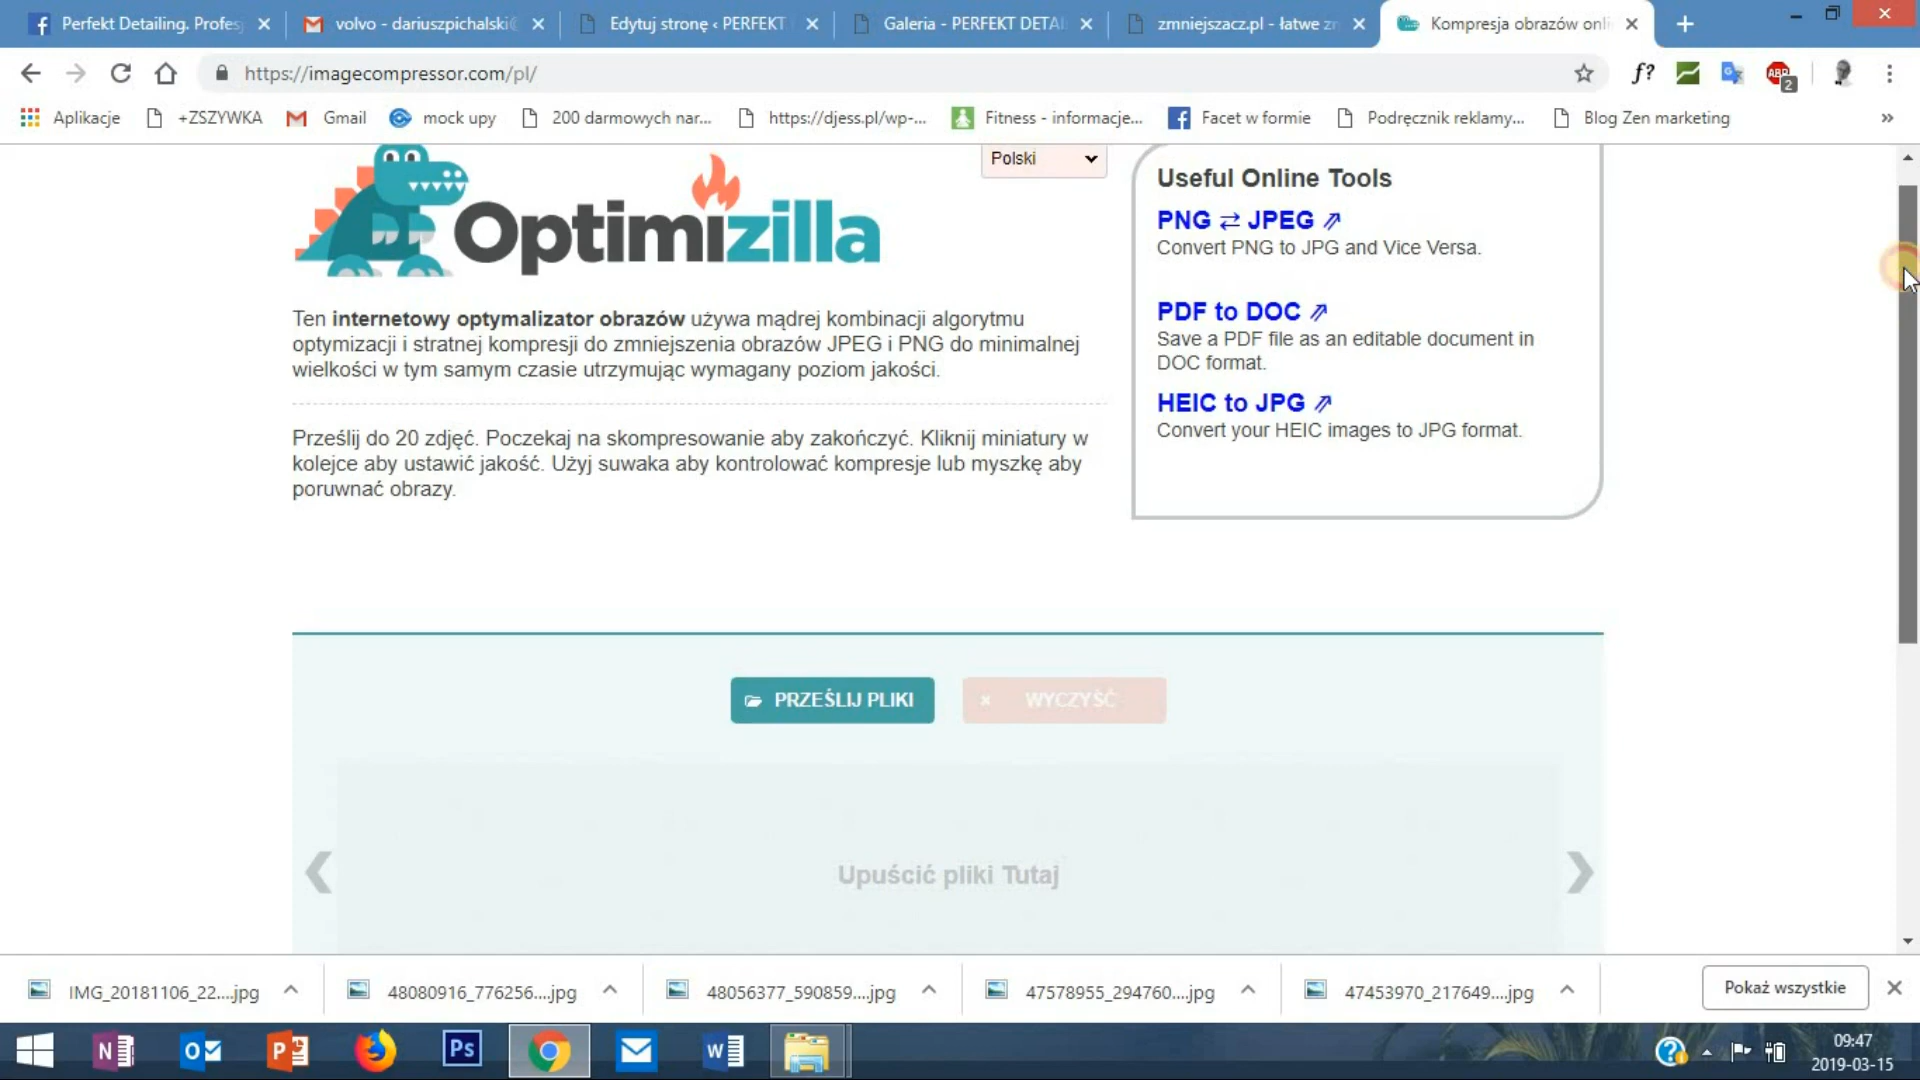 Perfekt Detailing. Profes
volvo - dariuszpichalski@
Edytuj stronę ‹ PERFEKT
Galeria - PERFEKT DETAI
zmniejszacz.pl - łatwe zn
Kompresja obrazów onli
https://imagecompressor.com/pl/
f?
ABP
2
Aplikacje
+ZSZYWKA
Gmail
mock upy
200 darmowych nar...
https://djess.pl/wp-...
Fitness - informacje...
Facet w formie
Podręcznik reklamy...
Blog Zen marketing
»
Optimizilla
Polski
Ten internetowy optymalizator obrazów używa mądrej kombinacji algorytmu
optymizacji i stratnej kompresji do zmniejszenia obrazów JPEG i PNG do minimalnej
wielkości w tym samym czasie utrzymując wymagany poziom jakości.
Prześlij do 20 zdjęć. Poczekaj na skompresowanie aby zakończyć. Kliknij miniatury w
kolejce aby ustawić jakość. Użyj suwaka aby kontrolować kompresje lub myszkę aby
poruwnać obrazy.
Useful Online Tools
PNG ⇄ JPEG ⇗
Convert PNG to JPG and Vice Versa.
PDF to DOC ⇗
Save a PDF file as an editable document in
DOC format.
HEIC to JPG ⇗
Convert your HEIC images to JPG format.
PRZEŚLIJ PLIKI
WYCZYŚĆ
Upuścić pliki Tutaj
IMG_20181106_22....jpg
48080916_776256....jpg
48056377_590859....jpg
47578955_294760....jpg
47453970_217649....jpg
Pokaż wszystkie
Ps
09:47
2019-03-15